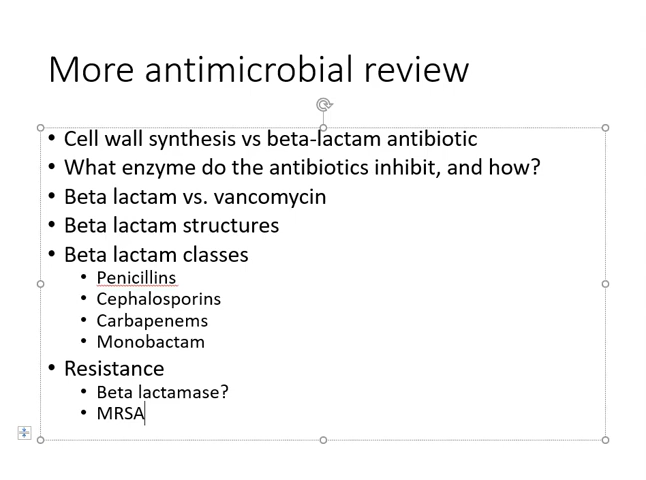 More antimicrobial review
• Cell wall synthesis vs beta-lactam antibiotic
• What enzyme do the antibiotics inhibit, and how?
• Beta lactam vs. vancomycin
• Beta lactam structures
• Beta lactam classes
• Penicillins
• Cephalosporins
• Carbapenems
• Monobactam
• Resistance
• Beta lactamase?
• MRSA